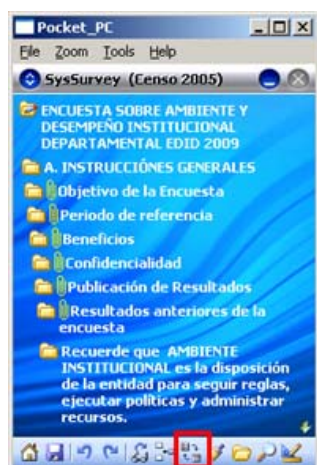 Pocket_PC
File Zoom Tools Help
SysSurvey (Censo 2005)
ENCUESTA SOBRE AMBIENTE Y
DESEMPEÑO INSTITUCIONAL
DEPARTAMENTAL EDID 2009
A. INSTRUCCIÓNES GENERALES
Objetivo de la Encuesta
Periodo de referencia
Beneficios
Confidencialidad
Publicación de Resultados
Resultados anteriores de la
encuesta
Recuerde que AMBIENTE
INSTITUCIONAL es la disposición
de la entidad para seguir reglas,
ejecutar políticas y administrar
recursos.